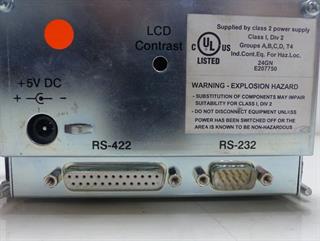 LCD
Contrast
+5V DC
+ -
Supplied by class 2 power supply
Class I, Div 2
Groups A,B,C,D, T4
Ind.Cont.Eq. For Haz.Loc.
24GN
E207750
C UL US
LISTED
WARNING - EXPLOSION HAZARD
- SUBSTITUTION OF COMPONENTS MAY IMPAIR
SUITABILITY FOR CLASS I, DIV 2
- DO NOT DISCONNECT EQUIPMENT UNLESS
POWER HAS BEEN SWITCHED OFF OR THE
AREA IS KNOWN TO BE NON-HAZARDOUS
RS-422
RS-232